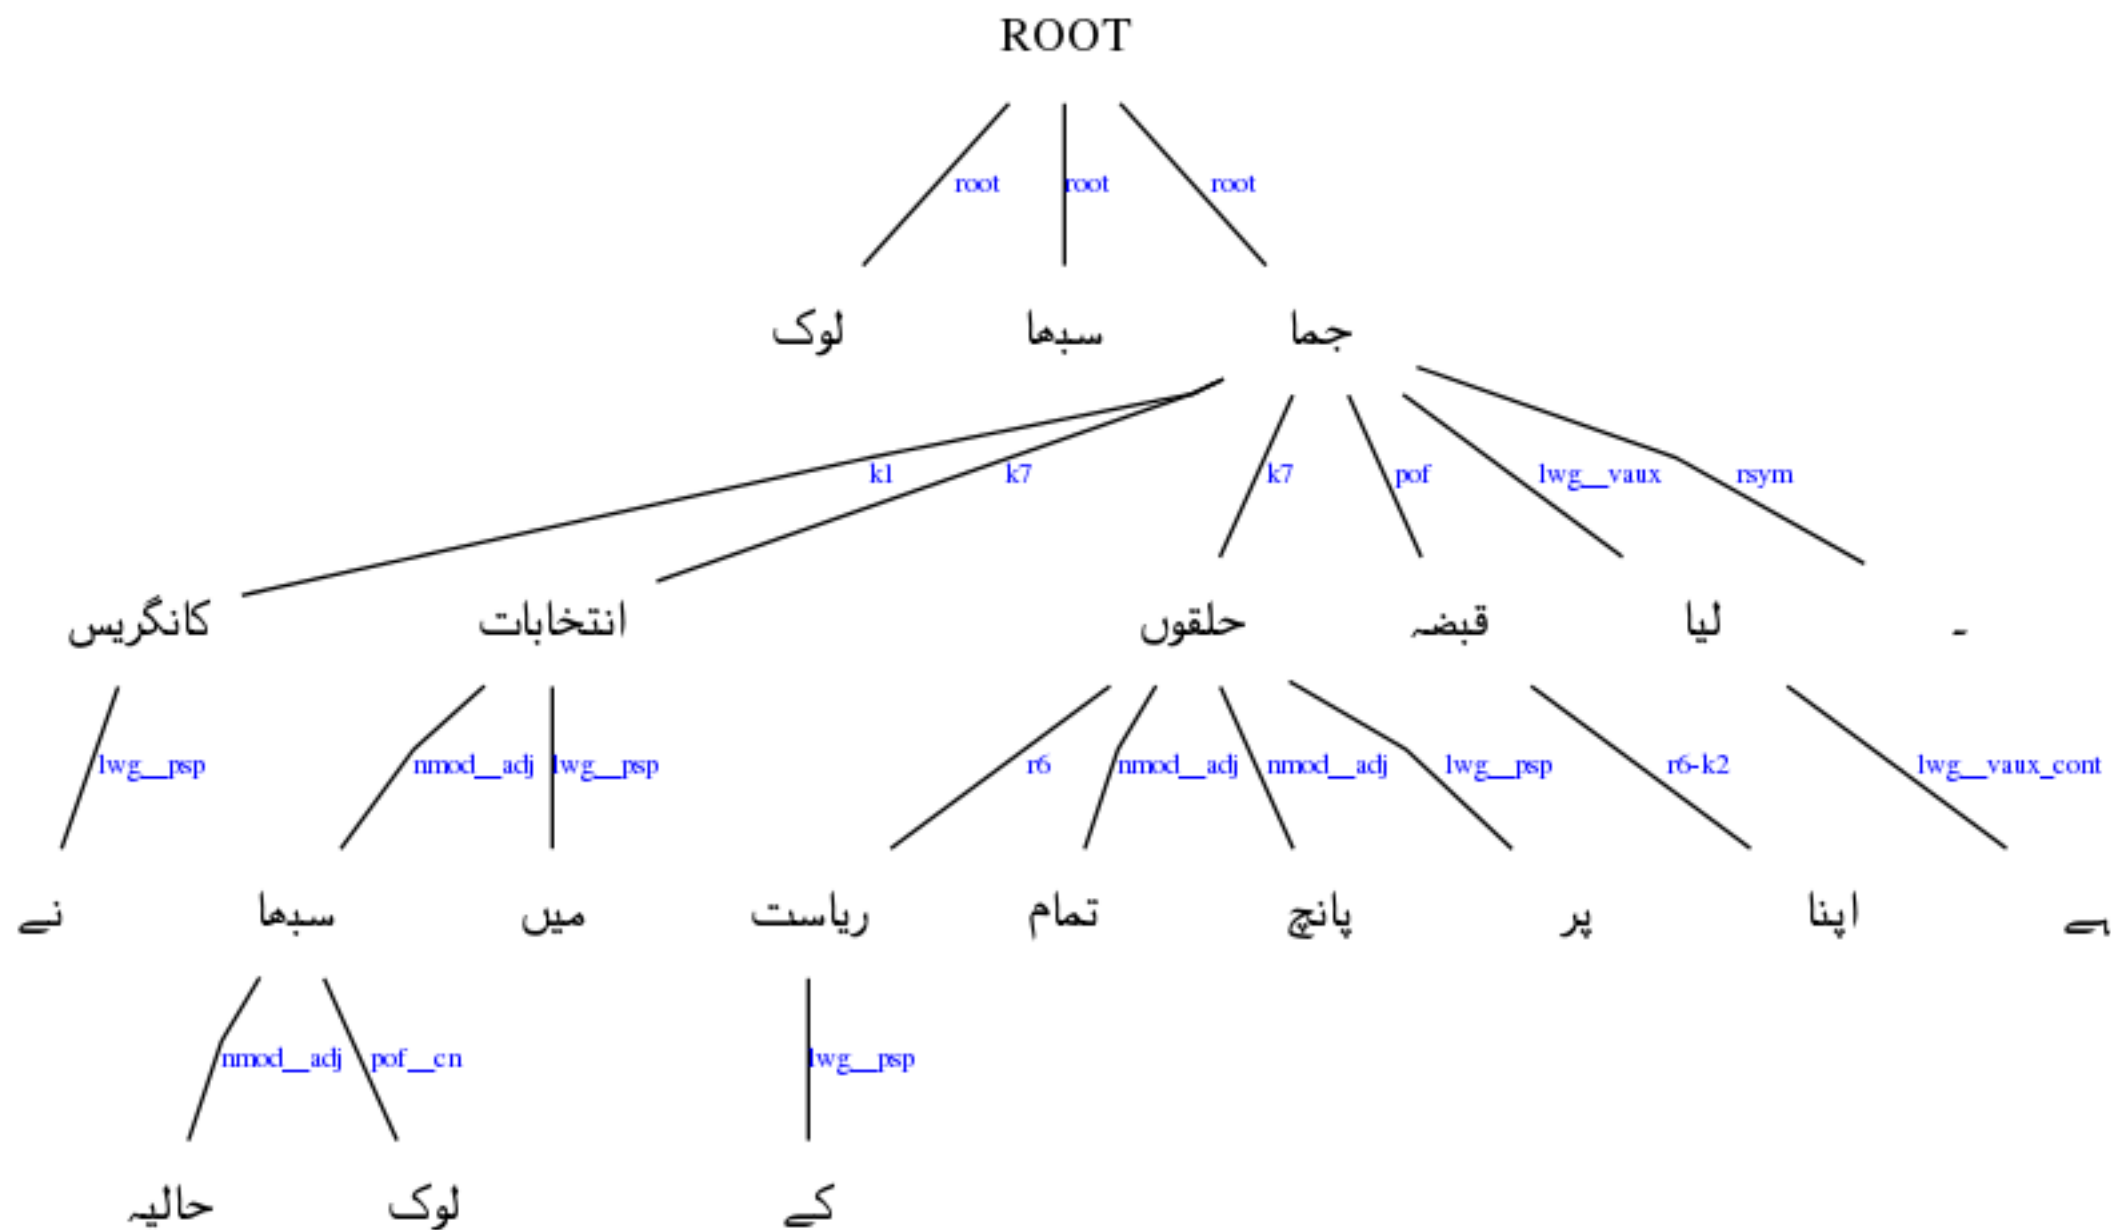 ROOT
root root root
لوک سبھا جما
k1 k7 k7 pof lwg__vaux rsym
کانگریس انتخابات حلقوں قبضہ لیا ۔
lwg__psp nmod__adj lwg__psp r6 nmod__adj nmod__adj lwg__psp r6-k2 lwg__vaux_cont
نے سبھا میں ریاست تمام پانچ پر اپنا ہے
nmod__adj pof__cn lwg__psp
حالیہ لوک کے